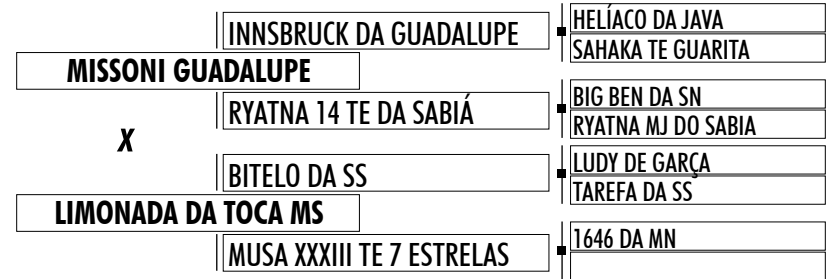 INNSBRUCK DA GUADALUPE
HELÍACO DA JAVA
SAHAKA TE GUARITA
MISSONI GUADALUPE
RYATNA 14 TE DA SABIÁ
BIG BEN DA SN
RYATNA MJ DO SABIA
X
BITELO DA SS
LUDY DE GARÇA
TAREFA DA SS
LIMONADA DA TOCA MS
MUSA XXXIII TE 7 ESTRELAS
1646 DA MN